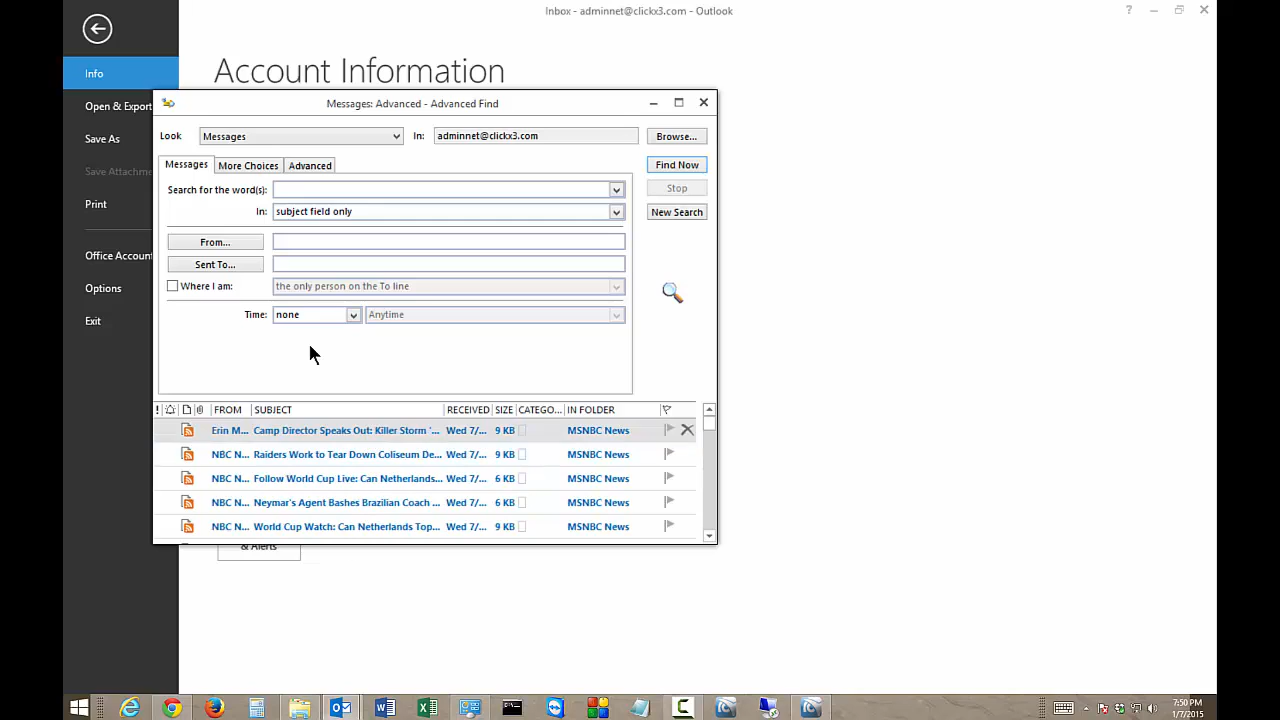 Inbox - adminnet@clickx3.com - Outlook
Info
Open & Export
Save As
Save Attachme
Print
Office Accoun
Options
Exit
Account Information
Messages: Advanced - Advanced Find
Look
Messages
In:
adminnet@clickx3.com
Browse...
Messages
More Choices
Advanced
Find Now
Stop
New Search
Search for the word(s):
In:
subject field only
From...
Sent To...
Where I am:
the only person on the To line
Time:
none
Anytime
! FROM SUBJECT RECEIVED SIZE CATEGO... IN FOLDER
Erin M... Camp Director Speaks Out: Killer Storm '... Wed 7/... 9 KB MSNBC News
NBC N... Raiders Work to Tear Down Coliseum De... Wed 7/... 9 KB MSNBC News
NBC N... Follow World Cup Live: Can Netherlands... Wed 7/... 6 KB MSNBC News
NBC N... Neymar's Agent Bashes Brazilian Coach ... Wed 7/... 6 KB MSNBC News
NBC N... World Cup Watch: Can Netherlands Top... Wed 7/... 9 KB MSNBC News
& Alerts
7:50 PM
1/7/2015